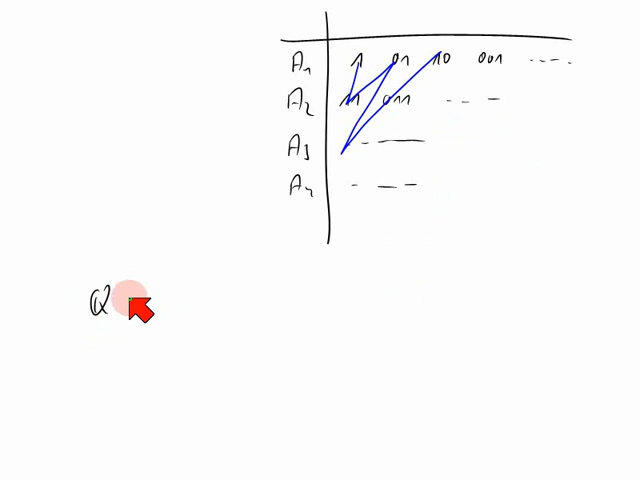 A₁ 1 01 10 001 ----.
A₂ 11 011 -- -
A₃ - —
A₄ - — -
Q